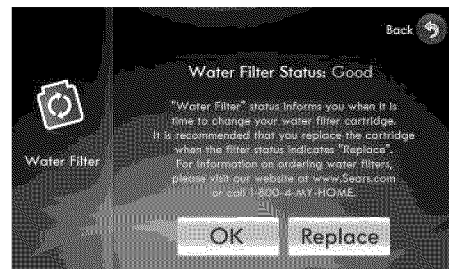 Back
Water Filter Status: Good
"Water Filter" status informs you when it is
time to change your water filter cartridge.
It is recommended that you replace the cartridge
when the filter status indicates "Replace".
For information on ordering water filters,
please visit our website at www.Sears.com
or call 1-800-4-MY-HOME.
Water Filter
OK
Replace